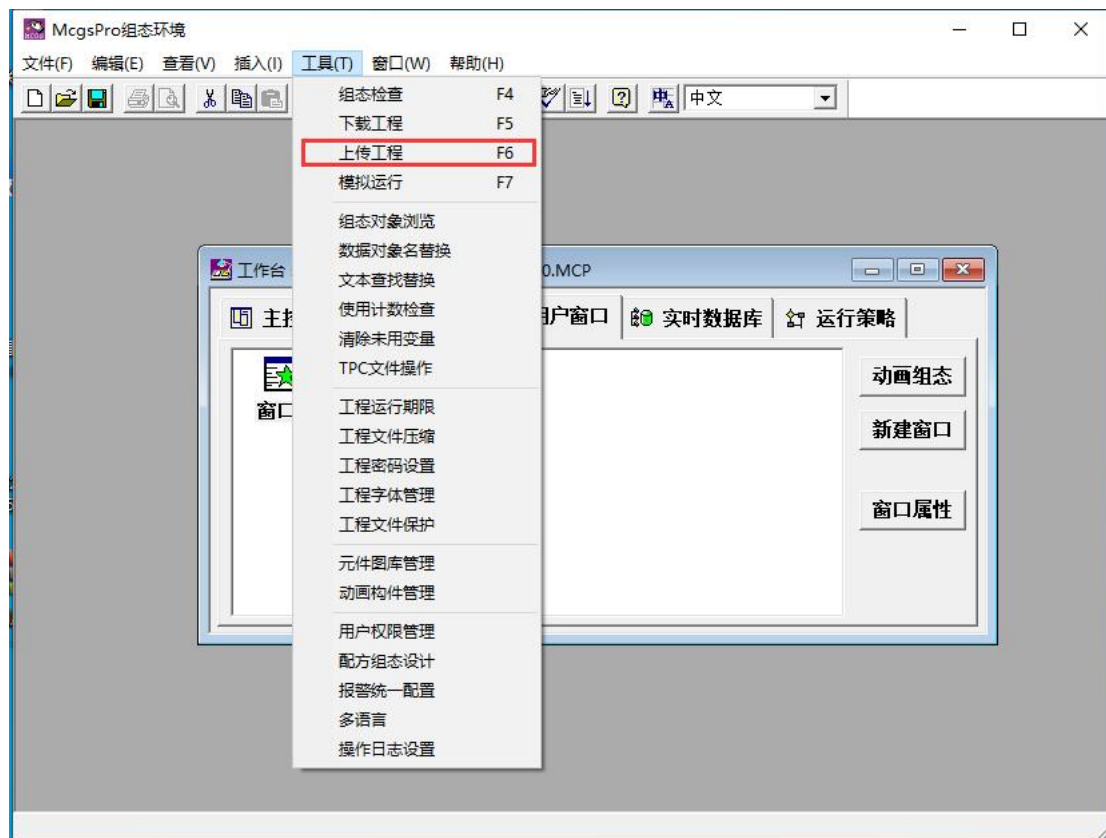 McgsPro组态环境
文件(F) 编辑(E) 查看(V) 插入(I) 工具(T) 窗口(W) 帮助(H)
中文
组态检查 F4
下载工程 F5
上传工程 F6
模拟运行 F7
组态对象浏览
数据对象名替换
文本查找替换
使用计数检查
清除未用变量
TPC文件操作
工程运行期限
工程文件压缩
工程密码设置
工程字体管理
工程文件保护
元件图库管理
动画构件管理
用户权限管理
配方组态设计
报警统一配置
多语言
操作日志设置
工作台 0.MCP
主控 用户窗口 实时数据库 运行策略
窗口
动画组态
新建窗口
窗口属性